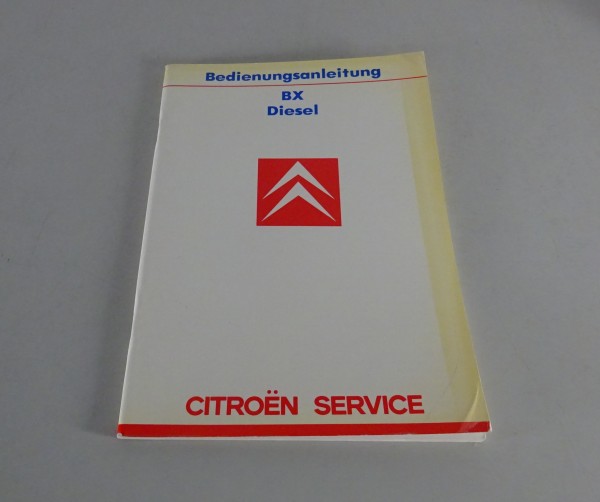 Bedienungsanleitung
BX
Diesel
CITROËN SERVICE